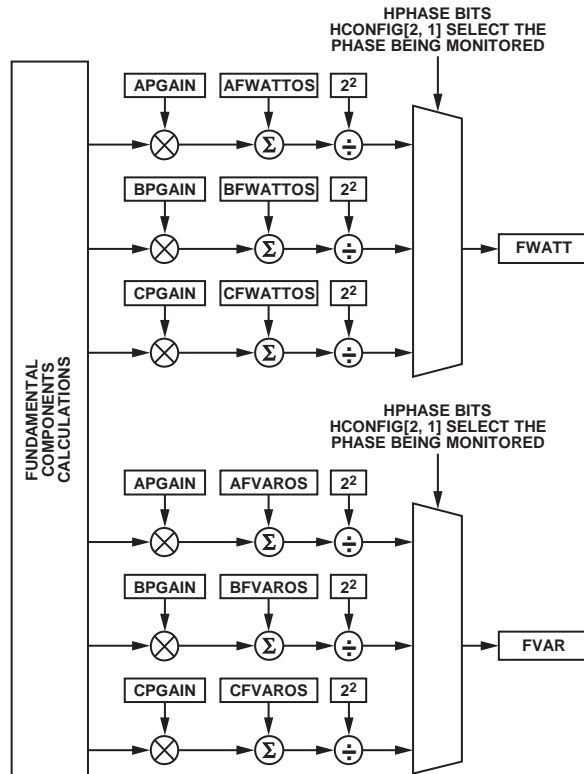 HPHASE BITS
HCONFIG[2, 1] SELECT THE
PHASE BEING MONITORED
APGAIN AFWATTOS 2²
Σ ÷
BPGAIN BFWATTOS 2²
Σ ÷
FWATT
CPGAIN CFWATTOS 2²
Σ ÷
FUNDAMENTAL
COMPONENTS
CALCULATIONS
HPHASE BITS
HCONFIG[2, 1] SELECT THE
PHASE BEING MONITORED
APGAIN AFVAROS 2²
Σ ÷
BPGAIN BFVAROS 2²
Σ ÷
FVAR
CPGAIN CFVAROS 2²
Σ ÷